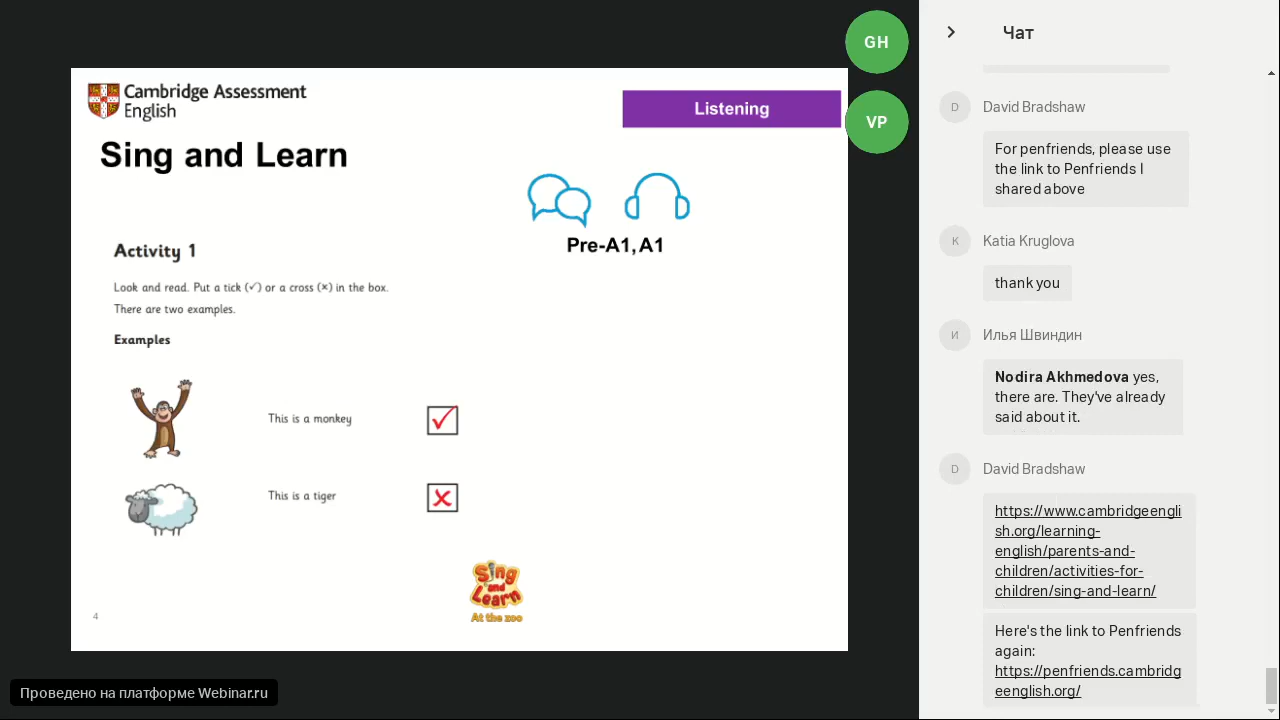 Cambridge Assessment
English
Listening
Sing and Learn
Pre-A1, A1
Activity 1
Look and read. Put a tick (✓) or a cross (×) in the box.
There are two examples.
Examples
This is a monkey
This is a tiger
Sing
and
Learn
At the zoo
4
GH
VP
Проведено на платформе Webinar.ru
Чат
D
David Bradshaw
For penfriends, please use
the link to Penfriends I
shared above
K
Katia Kruglova
thank you
И
Илья Швиндин
Nodira Akhmedova yes,
there are. They've already
said about it.
D
David Bradshaw
https://www.cambridgeengli
sh.org/learning-
english/parents-and-
children/activities-for-
children/sing-and-learn/
Here's the link to Penfriends
again:
https://penfriends.cambridg
eenglish.org/